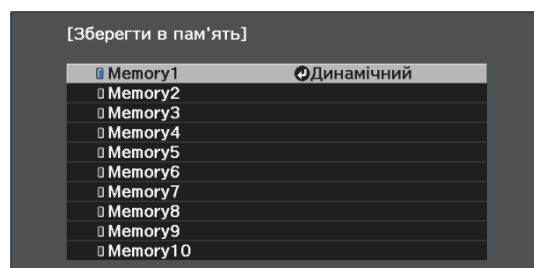 [Зберегти в пам'ять]
Memory1 Динамічний
Memory2
Memory3
Memory4
Memory5
Memory6
Memory7
Memory8
Memory9
Memory10